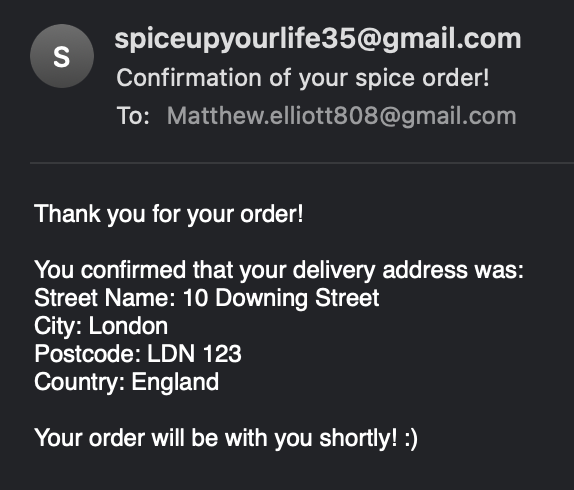 S
spiceupyourlife35@gmail.com
Confirmation of your spice order!
To: Matthew.elliott808@gmail.com
Thank you for your order!
You confirmed that your delivery address was:
Street Name: 10 Downing Street
City: London
Postcode: LDN 123
Country: England
Your order will be with you shortly! :)